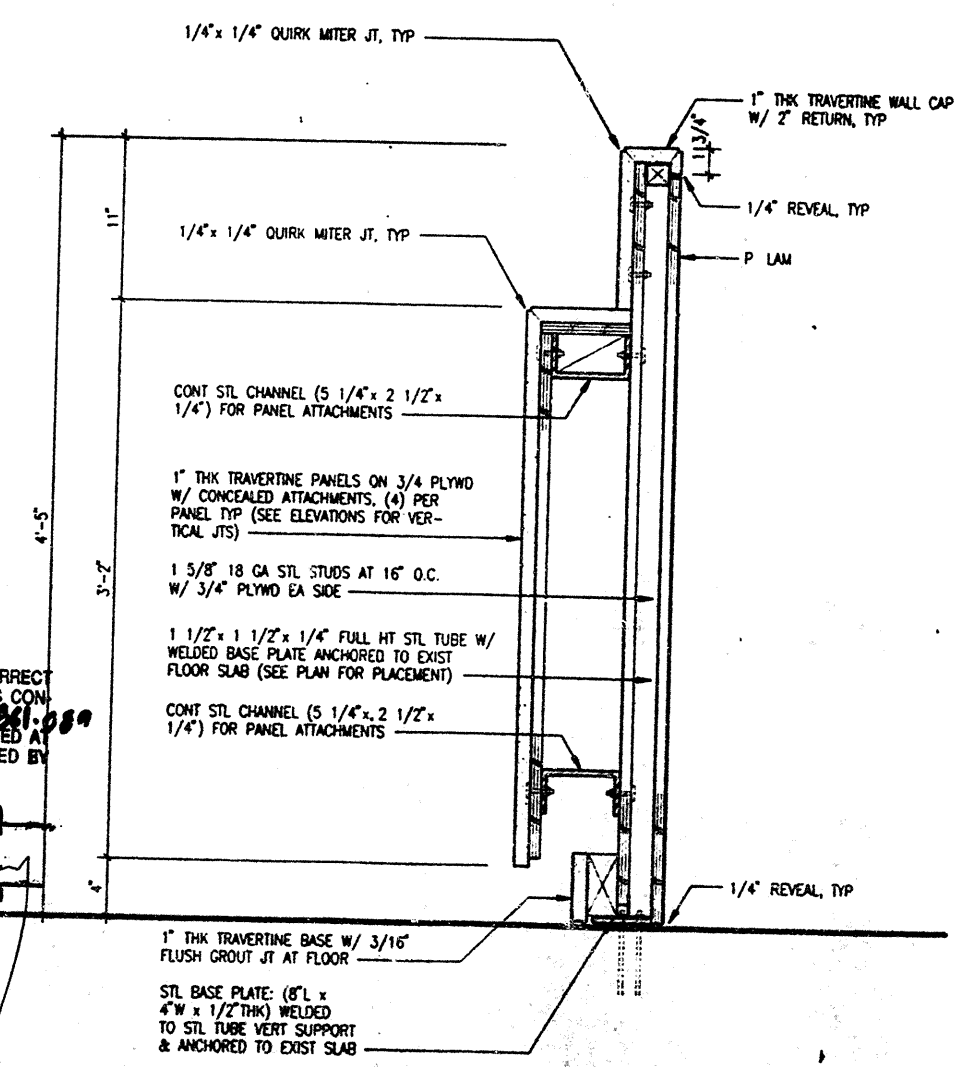 1/4"x 1/4" QUIRK MITER JT, TYP
1" THK TRAVERTINE WALL CAP
W/ 2" RETURN, TYP
1 3/4"
1/4" REVEAL, TYP
11"
1/4"x 1/4" QUIRK MITER JT, TYP
P LAM
CONT STL CHANNEL (5 1/4"x 2 1/2"x
1/4") FOR PANEL ATTACHMENTS
1" THK TRAVERTINE PANELS ON 3/4 PLYWD
W/ CONCEALED ATTACHMENTS, (4) PER
PANEL TYP (SEE ELEVATIONS FOR VER-
TICAL JTS)
4'-5"
3'-2"
1 5/8" 18 GA STL STUDS AT 16" O.C.
W/ 3/4" PLYWD EA SIDE
1 1/2"x 1 1/2"x 1/4" FULL HT STL TUBE W/
WELDED BASE PLATE ANCHORED TO EXIST
FLOOR SLAB (SEE PLAN FOR PLACEMENT)
RRECT
CON-
ED AT
ED BY
CONT STL CHANNEL (5 1/4"x, 2 1/2"x
1/4") FOR PANEL ATTACHMENTS
4"
1/4" REVEAL, TYP
1" THK TRAVERTINE BASE W/ 3/16"
FLUSH GROUT JT AT FLOOR
STL BASE PLATE: (8"L x
4"W x 1/2"THK) WELDED
TO STL TUBE VERT SUPPORT
& ANCHORED TO EXIST SLAB